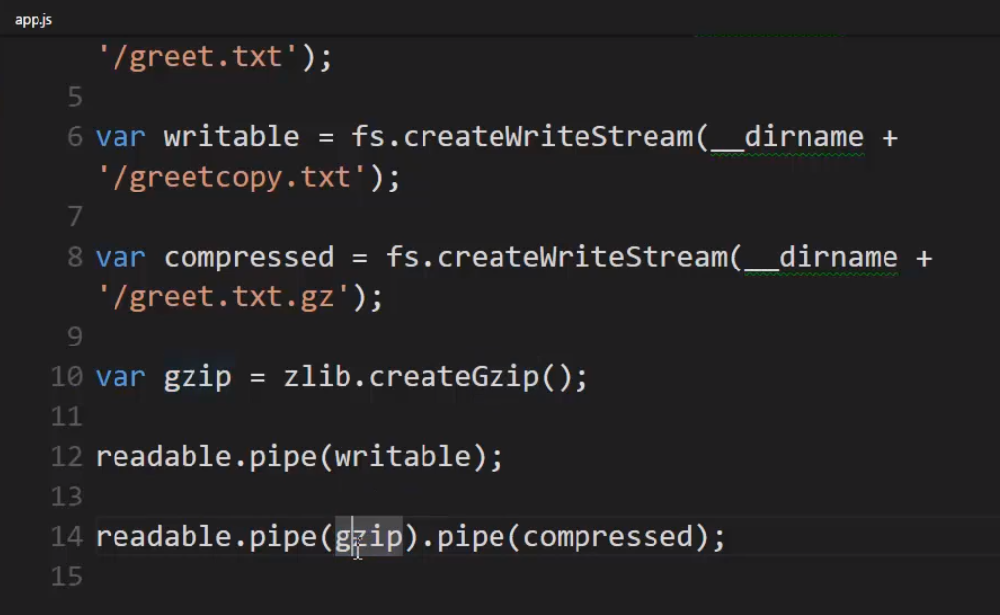 app.js
'/greet.txt');
5
6 var writable = fs.createWriteStream(__dirname +
'/greetcopy.txt');
7
8 var compressed = fs.createWriteStream(__dirname +
'/greet.txt.gz');
9
10 var gzip = zlib.createGzip();
11
12 readable.pipe(writable);
13
14 readable.pipe(gzip).pipe(compressed);
15